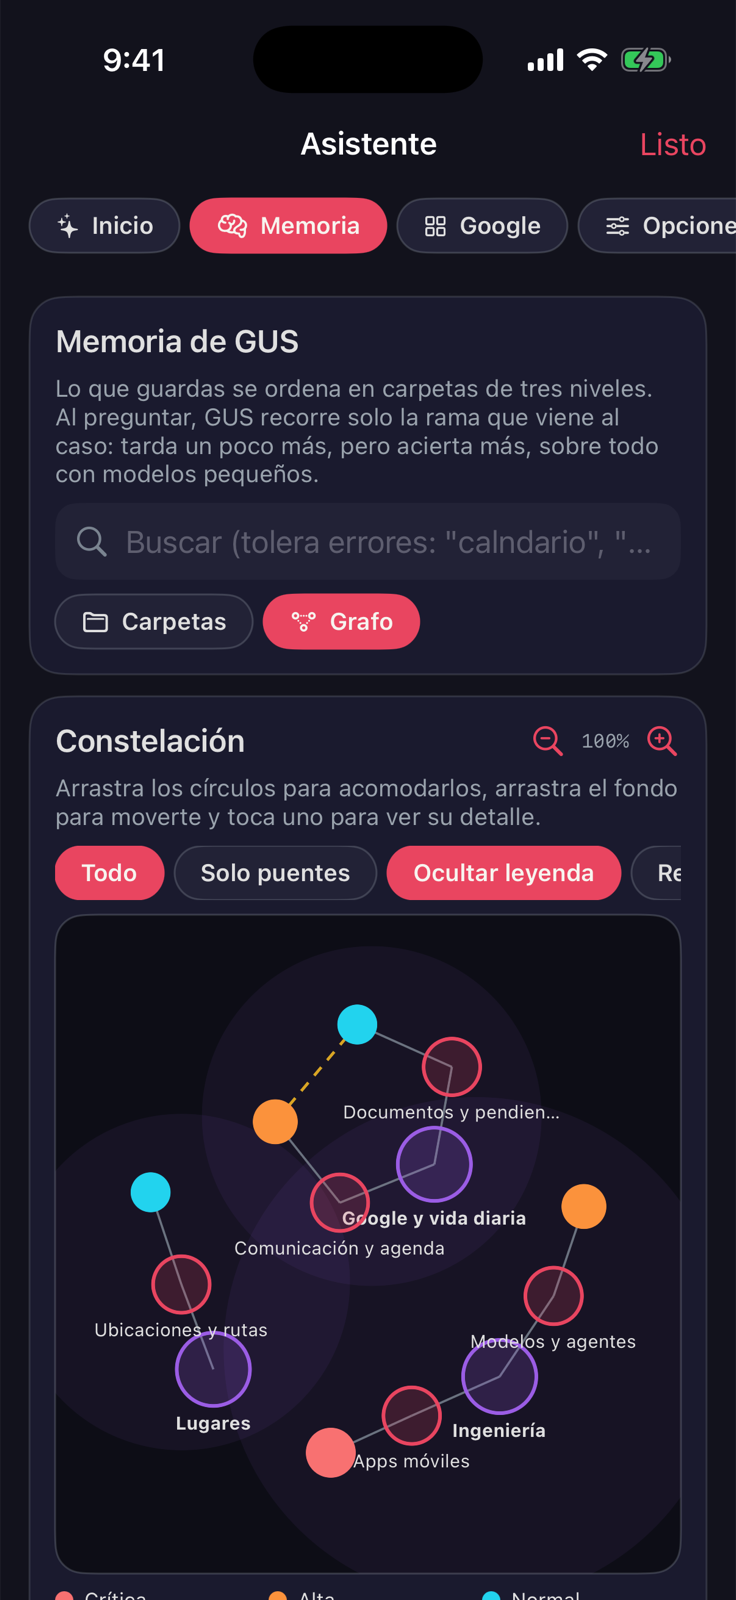 9:41
Asistente
Listo
Inicio
Memoria
Google
Opcione
Memoria de GUS
Lo que guardas se ordena en carpetas de tres niveles.
Al preguntar, GUS recorre solo la rama que viene al
caso: tarda un poco más, pero acierta más, sobre todo
con modelos pequeños.
Buscar (tolera errores: "calndario", "...
Carpetas
Grafo
Constelación
100%
Arrastra los círculos para acomodarlos, arrastra el fondo
para moverte y toca uno para ver su detalle.
Todo
Solo puentes
Ocultar leyenda
Re
Documentos y pendien...
Google y vida diaria
Comunicación y agenda
Ubicaciones y rutas
Modelos y agentes
Lugares
Ingeniería
Apps móviles
Crítica
Alta
Normal